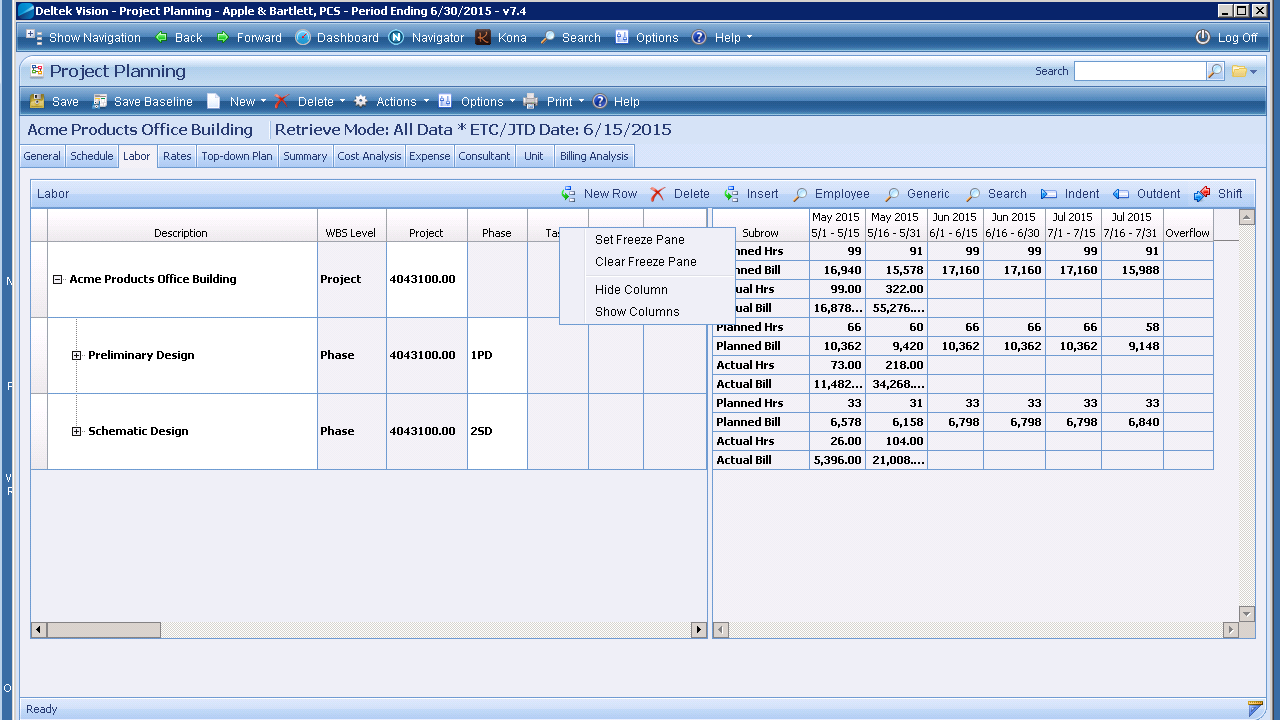 Deltek Vision - Project Planning - Apple & Bartlett, PCS - Period Ending 6/30/2015 - v7.4
Show Navigation Back Forward Dashboard Navigator Kona Search Options Help Log Off
Project Planning Search
Save Save Baseline New Delete Actions Options Print Help
Acme Products Office Building Retrieve Mode: All Data * ETC/JTD Date: 6/15/2015
General Schedule Labor Rates Top-down Plan Summary Cost Analysis Expense Consultant Unit Billing Analysis
Labor New Row Delete Insert Employee Generic Search Indent Outdent Shift
May 2015 May 2015 Jun 2015 Jun 2015 Jul 2015 Jul 2015
Description WBS Level Project Phase Subrow 5/1 - 5/15 5/16 - 5/31 6/1 - 6/15 6/16 - 6/30 7/1 - 7/15 7/16 - 7/31 Overflow
Set Freeze Pane
Clear Freeze Pane
Hide Column
Show Columns
Acme Products Office Building Project 4043100.00
Hrs 99 91 99 99 99 91
Bill 16,940 15,578 17,160 17,160 17,160 15,988
Hrs 99.00 322.00
Bill 16,878... 55,276....
Preliminary Design Phase 4043100.00 1PD
Planned Hrs 66 60 66 66 66 58
Planned Bill 10,362 9,420 10,362 10,362 10,362 9,148
Actual Hrs 73.00 218.00
Actual Bill 11,482... 34,268....
Schematic Design Phase 4043100.00 2SD
Planned Hrs 33 31 33 33 33 33
Planned Bill 6,578 6,158 6,798 6,798 6,798 6,840
Actual Hrs 26.00 104.00
Actual Bill 5,396.00 21,008....
Ready